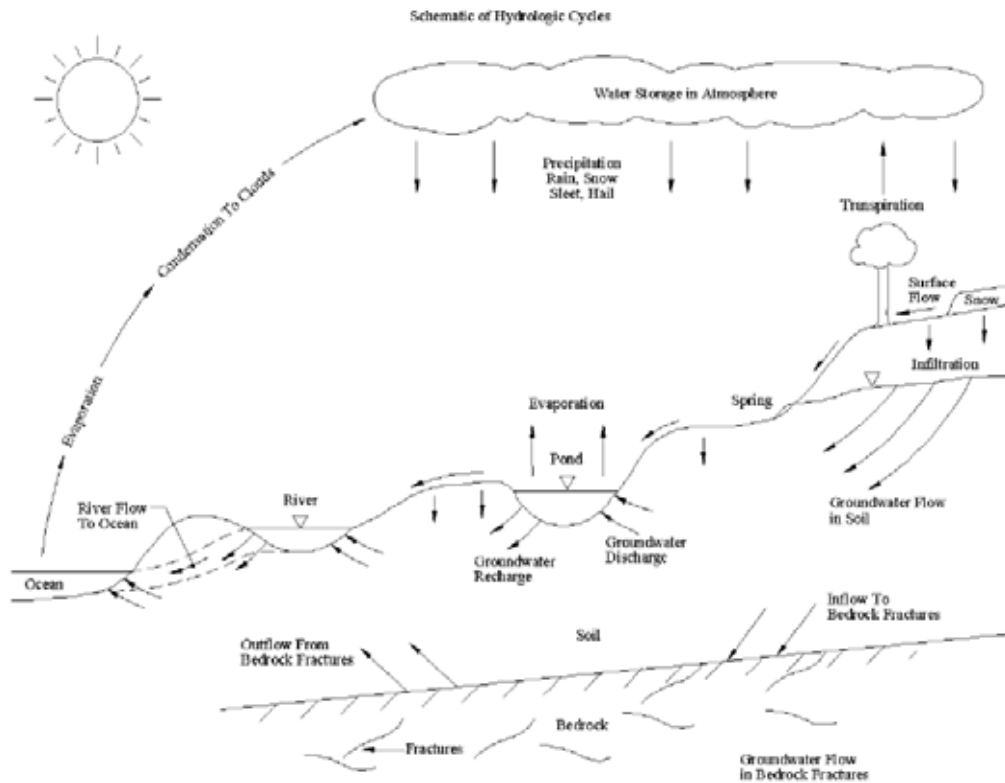 Schematic of Hydrologic Cycles
Water Storage in Atmosphere
Precipitation
Rain, Snow
Sleet, Hail
Transpiration
Condensation To Clouds
Evaporation
Surface
Flow
Snow
Infiltration
Spring
Evaporation
Pond
River
River Flow
To Ocean
Ocean
Groundwater
Recharge
Groundwater
Discharge
Groundwater Flow
in Soil
Inflow To
Bedrock Fractures
Soil
Outflow From
Bedrock Fractures
Bedrock
Fractures
Groundwater Flow
in Bedrock Fractures